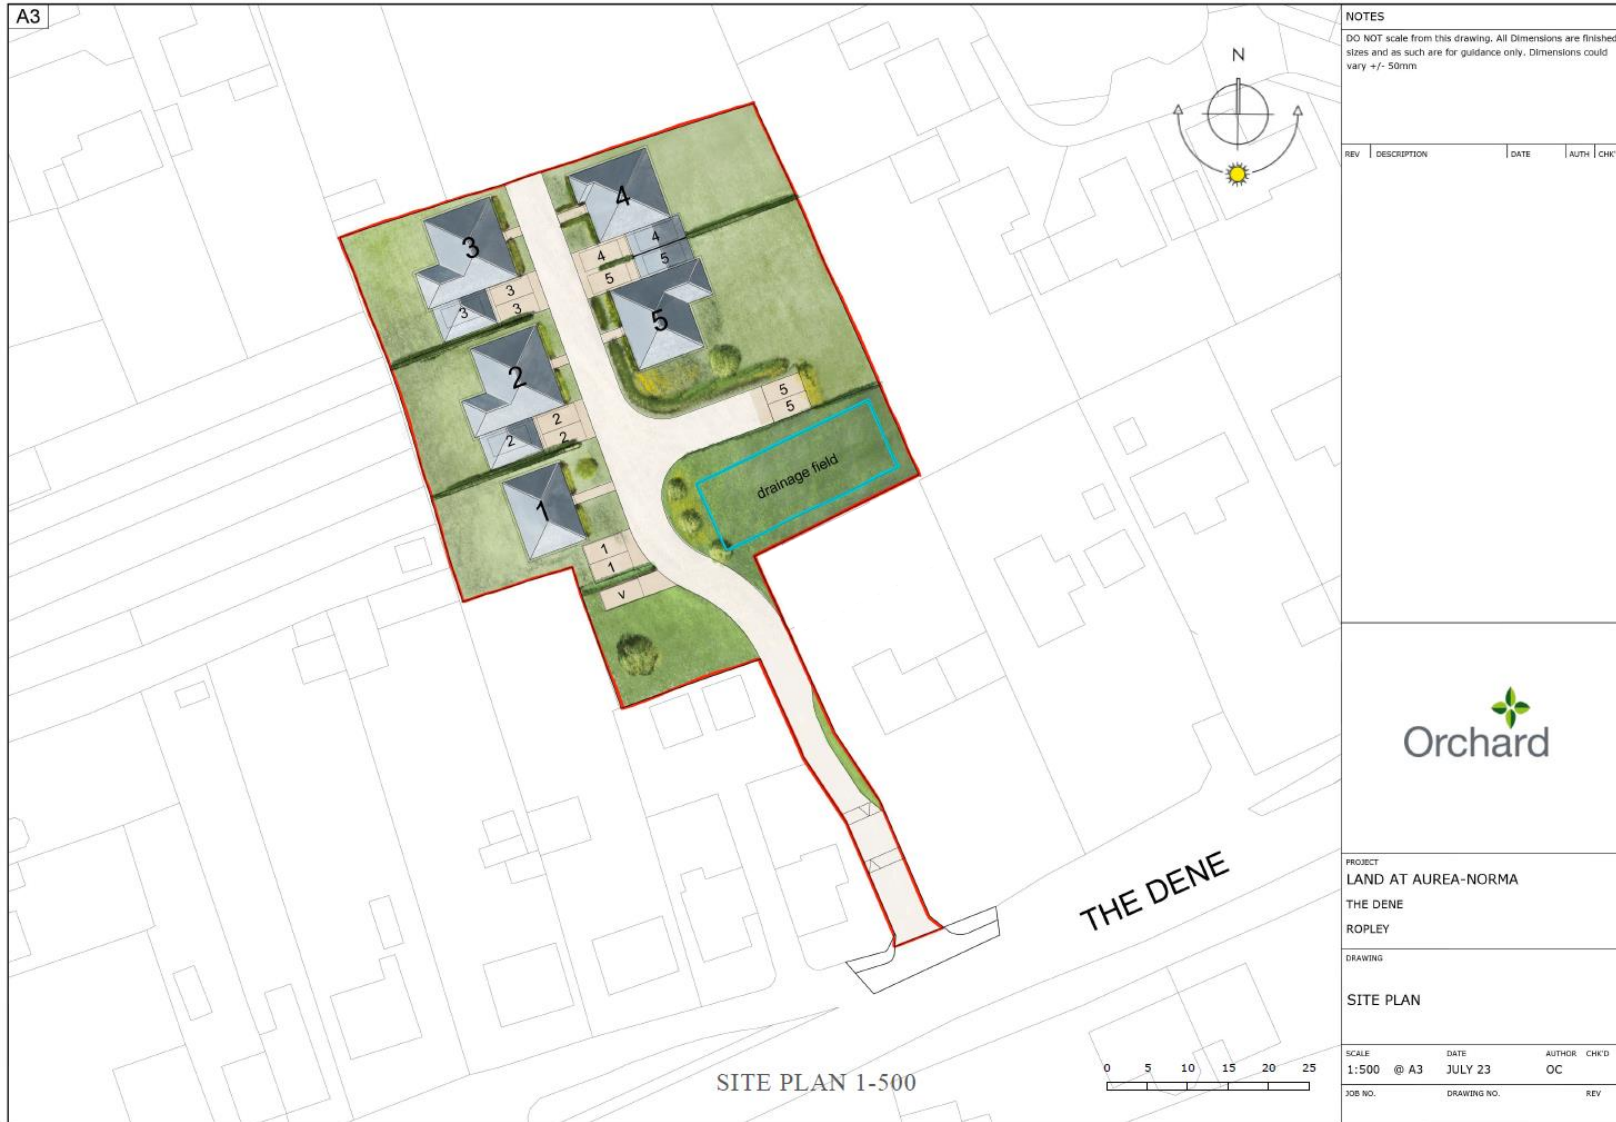 A3
N
4
3
4
4
5
5
3
3
3
5
2
5
5
2
2
2
1
drainage field
1
1
v
THE DENE
SITE PLAN 1-500
0 5 10 15 20 25
NOTES
DO NOT scale from this drawing. All Dimensions are finished
sizes and as such are for guidance only. Dimensions could
vary +/- 50mm
REV DESCRIPTION DATE AUTH CHK'
Orchard
PROJECT
LAND AT AUREA-NORMA
THE DENE
ROPLEY
DRAWING
SITE PLAN
SCALE DATE AUTHOR CHK'D
1:500 @ A3 JULY 23 OC
JOB NO. DRAWING NO. REV